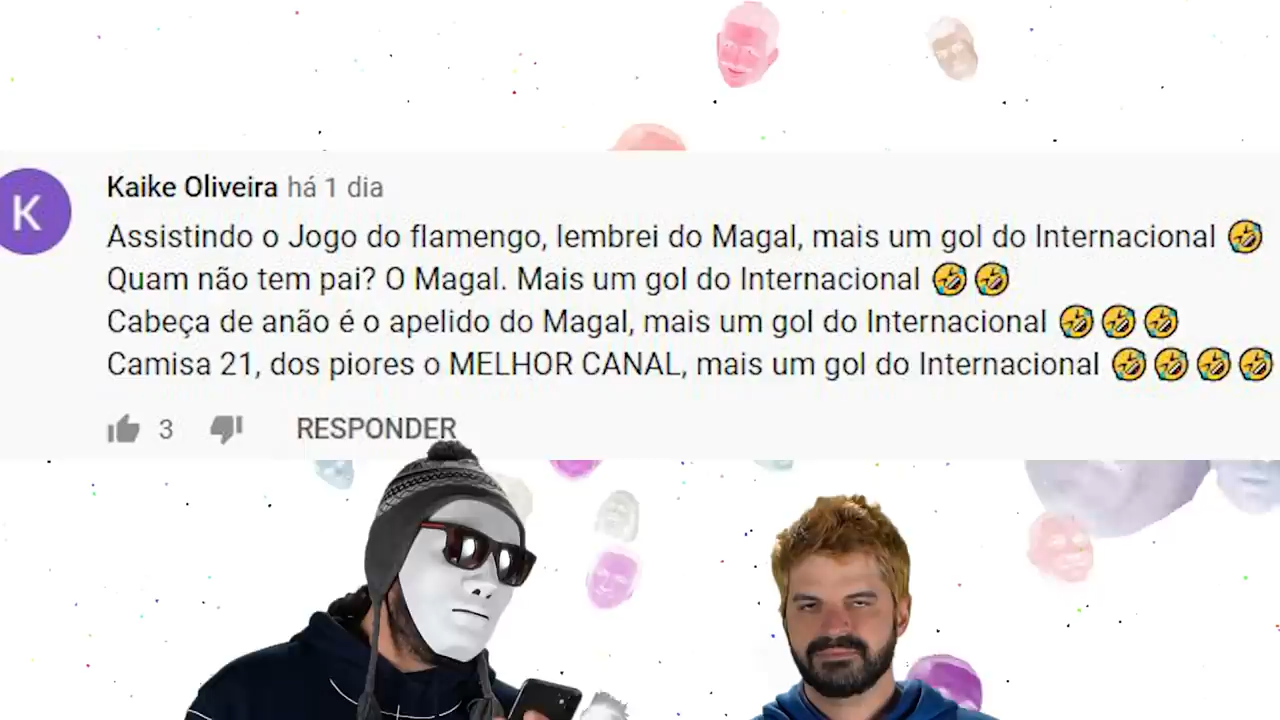 K
Kaike Oliveira há 1 dia
Assistindo o Jogo do flamengo, lembrei do Magal, mais um gol do Internacional 🤣
Quam não tem pai? O Magal. Mais um gol do Internacional 🤣🤣
Cabeça de anão é o apelido do Magal, mais um gol do Internacional 🤣🤣🤣
Camisa 21, dos piores o MELHOR CANAL, mais um gol do Internacional 🤣🤣🤣🤣
3 RESPONDER